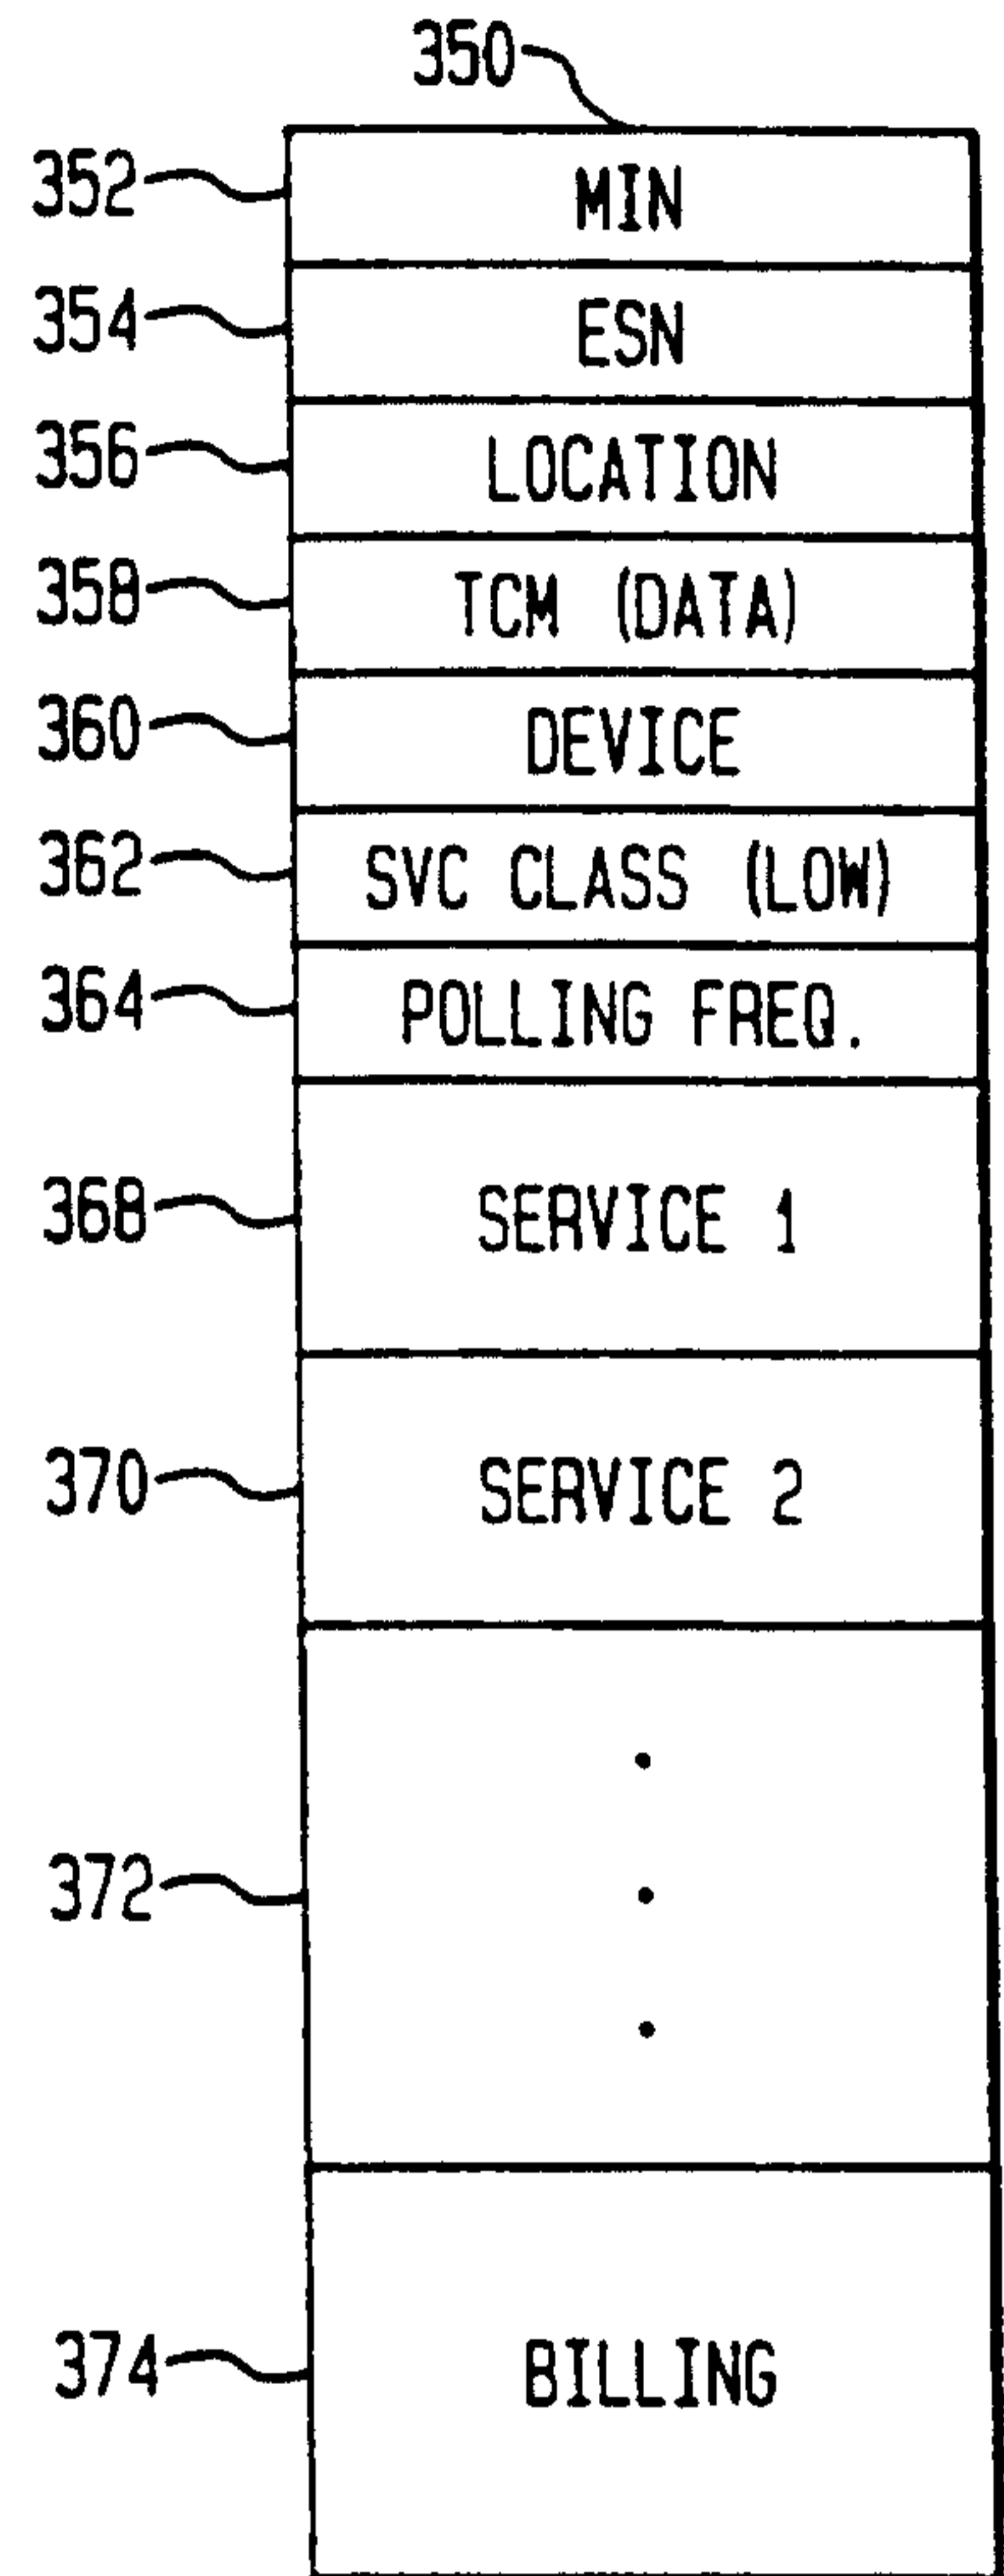 350
352 MIN
354 ESN
356 LOCATION
358 TCM (DATA)
360 DEVICE
362 SVC CLASS (LOW)
364 POLLING FREQ.
368 SERVICE 1
370 SERVICE 2
372
374 BILLING